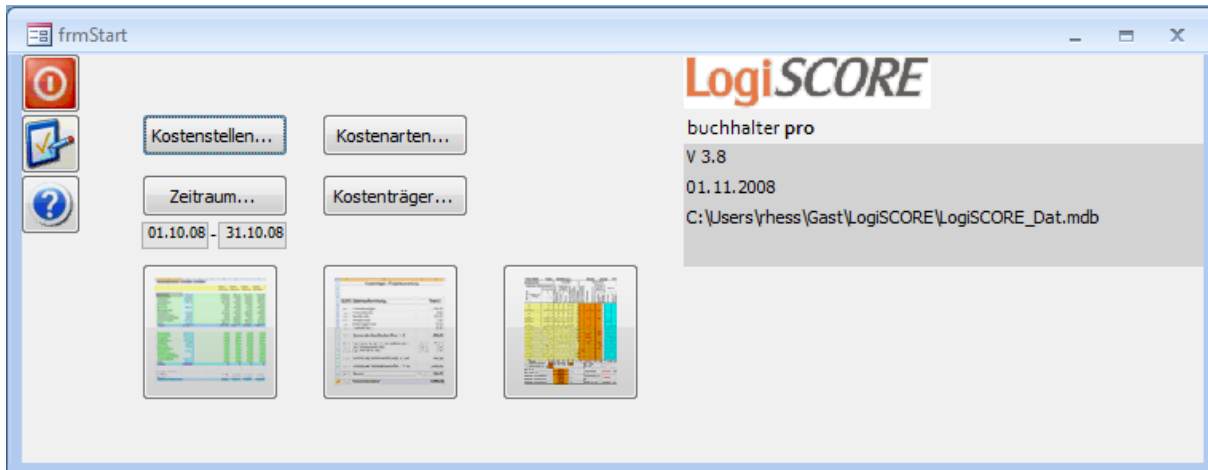 frmStart
LogiSCORE
buchhalter pro
V 3.8
01.11.2008
C:\Users\rhess\Gast\LogiSCORE\LogiSCORE_Dat.mdb
Kostenstellen...
Kostenarten...
Zeitraum...
Kostenträger...
01.10.08 - 31.10.08